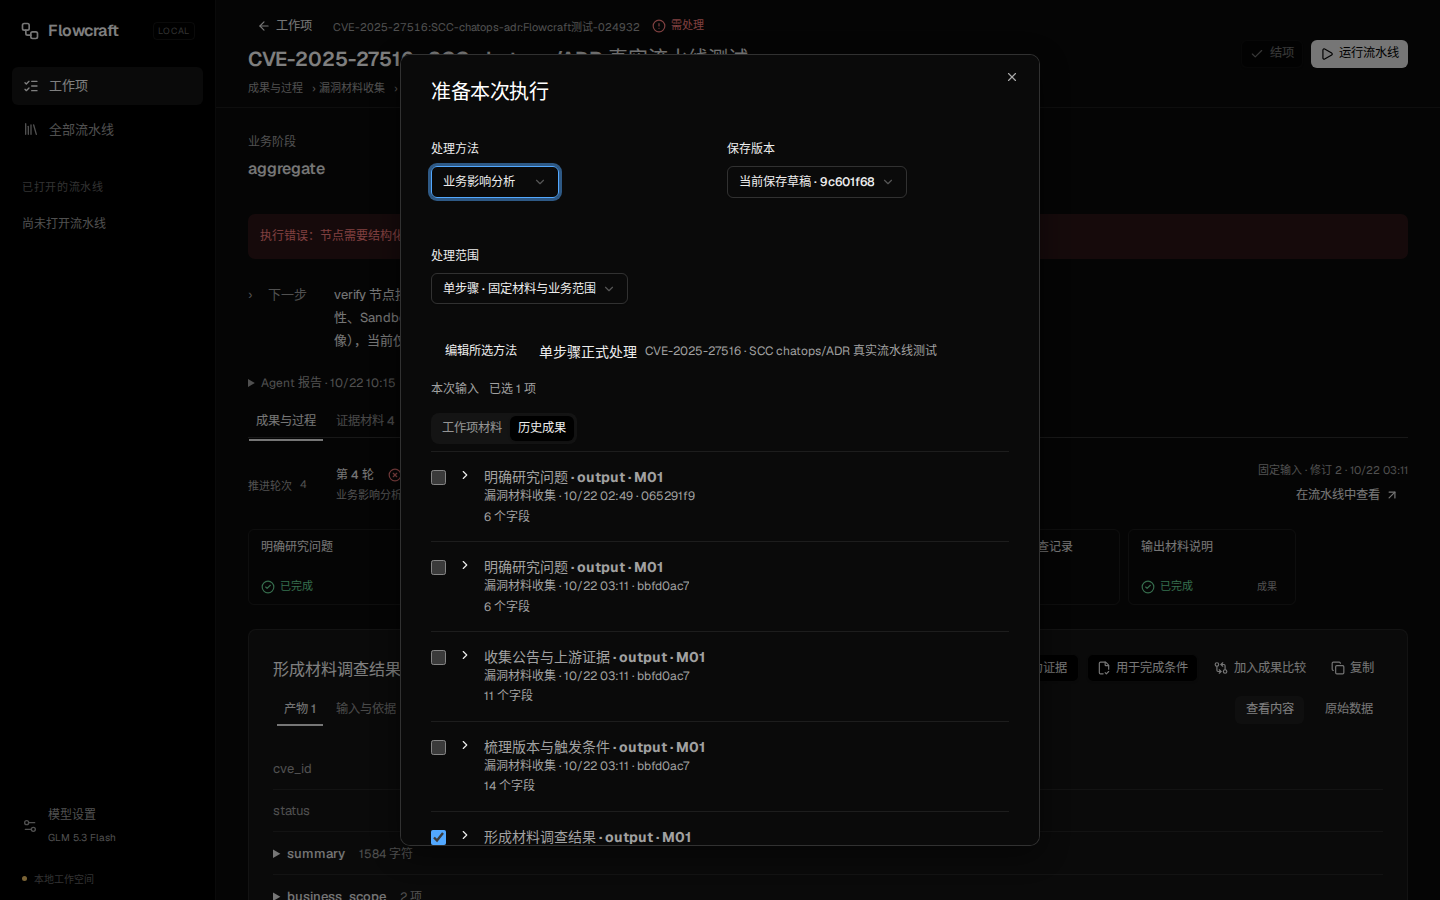 Flowcraft
LOCAL
工作项
全部流水线
已打开的流水线
尚未打开流水线
模型设置
GLM 5.3 Flash
本地工作空间
工作项
CVE-2025-27516:SCC-chatops-adr:Flowcraft测试-024932
需处理
CVE-2025-27516 · SCC chatops/ADR 真实流水线测试
结项
运行流水线
成果与过程 › 漏洞材料收集 ›
业务阶段
aggregate
执行错误：节点需要结构化
下一步
verify 节点
性、Sandb
像），当前仅
Agent 报告 · 10/22 10:15
成果与过程
证据材料 4
推进轮次 4
第 4 轮
业务影响分析
固定输入 · 修订 2 · 10/22 03:11
在流水线中查看
明确研究问题
已完成
查记录
输出材料说明
已完成
成果
形成材料调查结果
证据
用于完成条件
加入成果比较
复制
产物 1
输入与依据
查看内容
原始数据
cve_id
status
summary 1584 字符
business_scope 2 项
准备本次执行
处理方法
保存版本
业务影响分析
当前保存草稿 · 9c601f68
处理范围
单步骤 · 固定材料与业务范围
编辑所选方法
单步骤正式处理
CVE-2025-27516 · SCC chatops/ADR 真实流水线测试
本次输入 已选 1 项
工作项材料
历史成果
明确研究问题 · output · M01
漏洞材料收集 · 10/22 02:49 · 065291f9
6 个字段
明确研究问题 · output · M01
漏洞材料收集 · 10/22 03:11 · bbfd0ac7
6 个字段
收集公告与上游证据 · output · M01
漏洞材料收集 · 10/22 03:11 · bbfd0ac7
11 个字段
梳理版本与触发条件 · output · M01
漏洞材料收集 · 10/22 03:11 · bbfd0ac7
14 个字段
形成材料调查结果 · output · M01